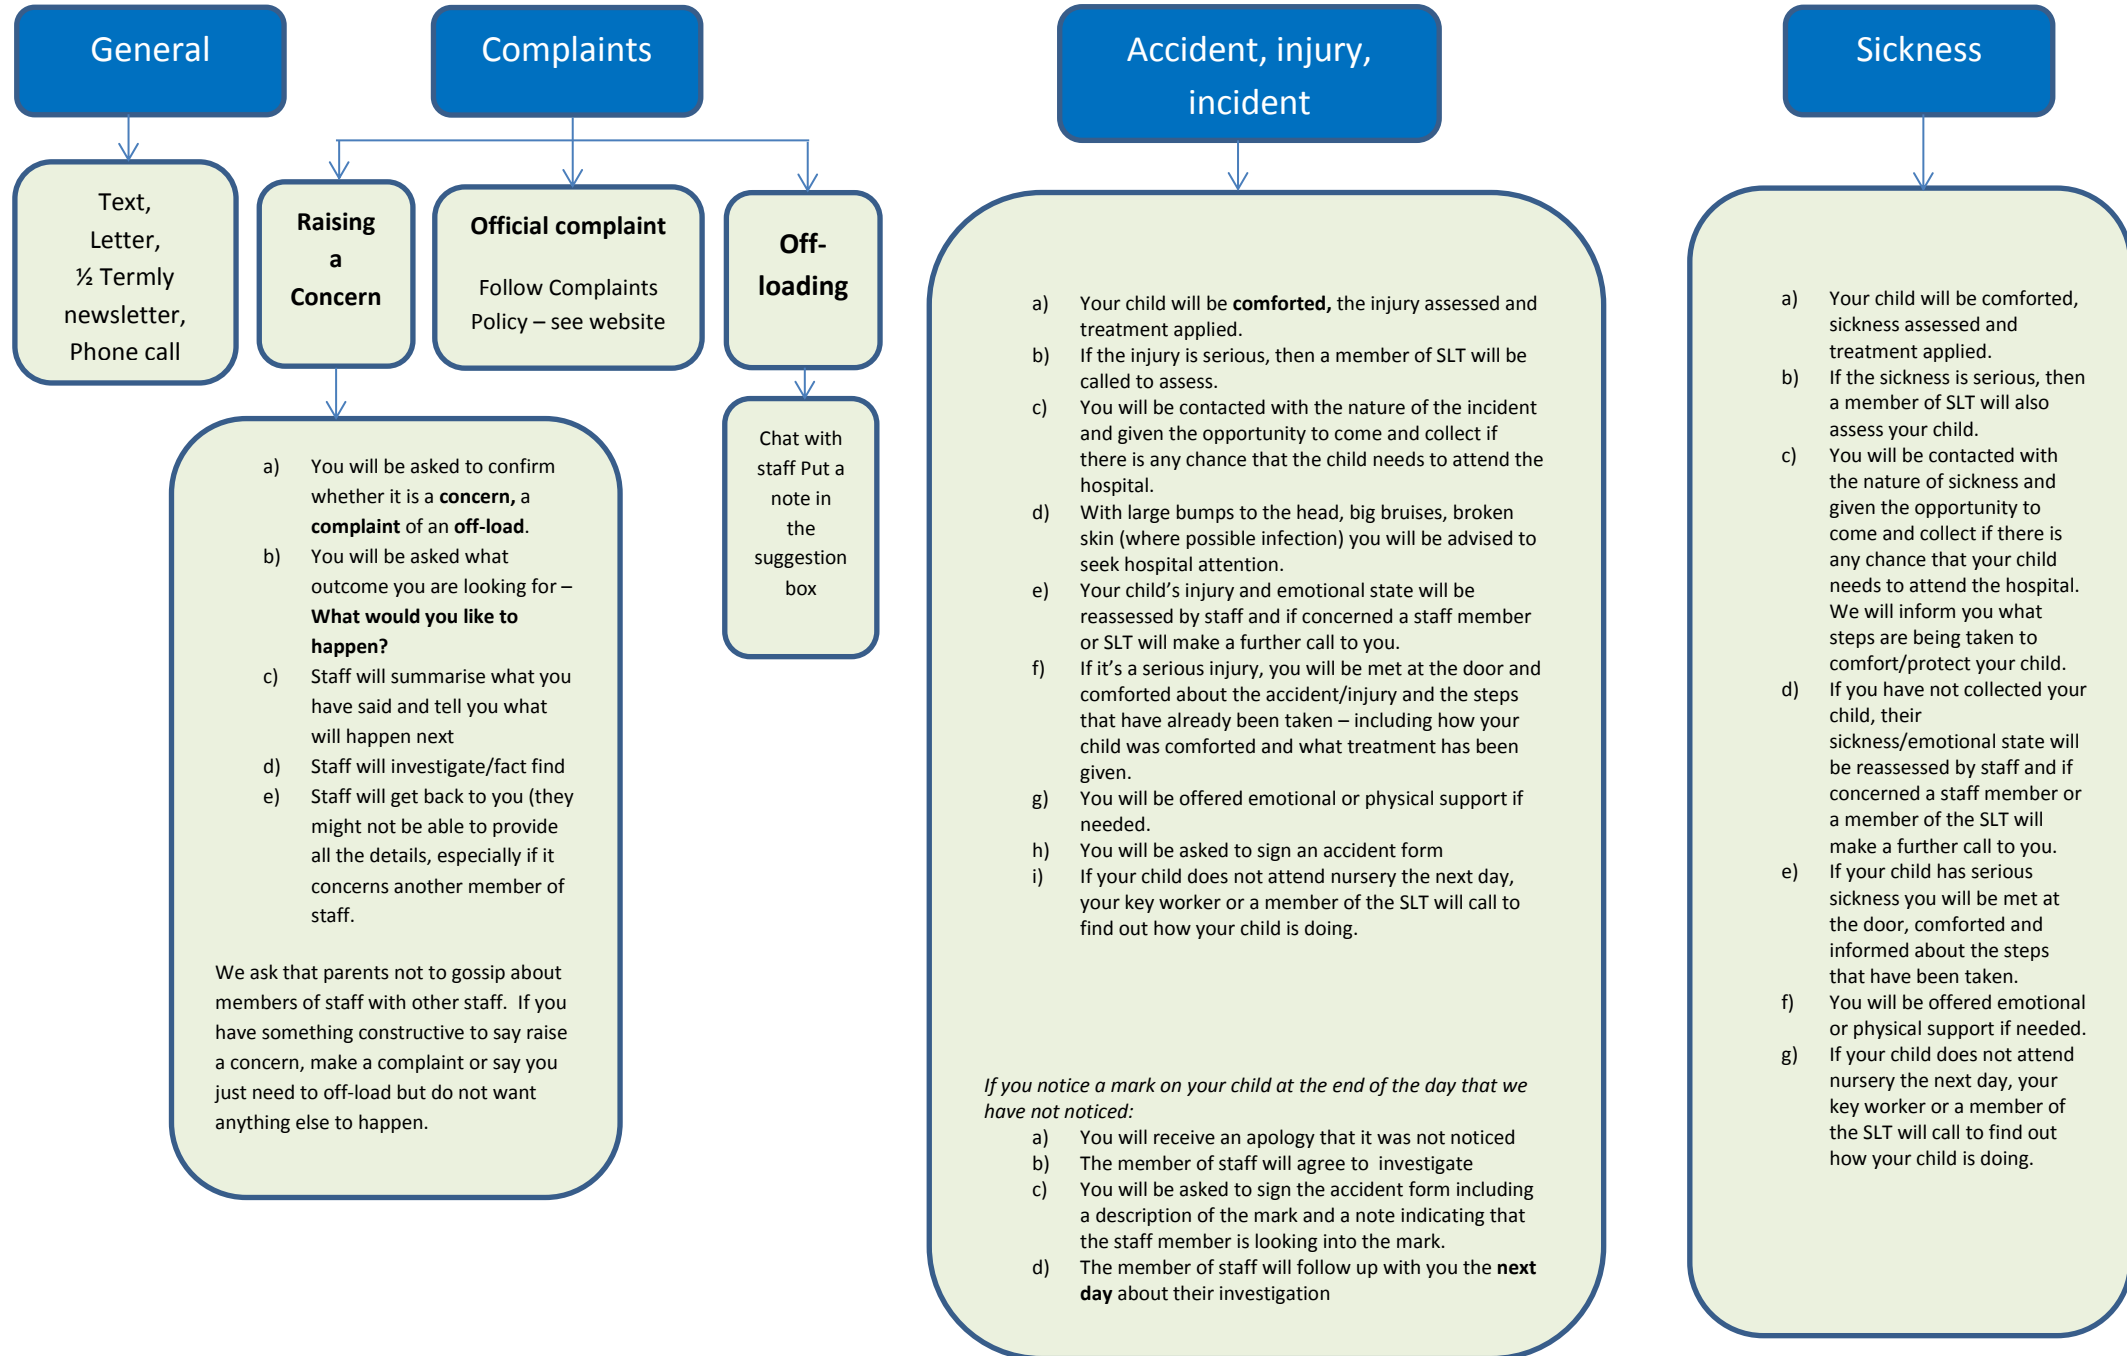 General
Text,
Letter,
½ Termly
newsletter,
Phone call
Complaints
Raising
a
Concern
a) You will be asked to confirm
whether it is a concern, a
complaint of an off-load.
b) You will be asked what
outcome you are looking for –
What would you like to
happen?
c) Staff will summarise what you
have said and tell you what
will happen next
d) Staff will investigate/fact find
e) Staff will get back to you (they
might not be able to provide
all the details, especially if it
concerns another member of
staff.
We ask that parents not to gossip about
members of staff with other staff.  If you
have something constructive to say raise
a concern, make a complaint or say you
just need to off-load but do not want
anything else to happen.
Official complaint
Follow Complaints
Policy – see website
Off-
loading
Chat with
staff Put a
note in
the
suggestion
box
Accident, injury,
incident
a) Your child will be comforted, the injury assessed and
treatment applied.
b) If the injury is serious, then a member of SLT will be
called to assess.
c) You will be contacted with the nature of the incident
and given the opportunity to come and collect if
there is any chance that the child needs to attend the
hospital.
d) With large bumps to the head, big bruises, broken
skin (where possible infection) you will be advised to
seek hospital attention.
e) Your child’s injury and emotional state will be
reassessed by staff and if concerned a staff member
or SLT will make a further call to you.
f) If it’s a serious injury, you will be met at the door and
comforted about the accident/injury and the steps
that have already been taken – including how your
child was comforted and what treatment has been
given.
g) You will be offered emotional or physical support if
needed.
h) You will be asked to sign an accident form
i) If your child does not attend nursery the next day,
your key worker or a member of the SLT will call to
find out how your child is doing.
If you notice a mark on your child at the end of the day that we
have not noticed:
a) You will receive an apology that it was not noticed
b) The member of staff will agree to  investigate
c) You will be asked to sign the accident form including
a description of the mark and a note indicating that
the staff member is looking into the mark.
d) The member of staff will follow up with you the next
day about their investigation
Sickness
a) Your child will be comforted,
sickness assessed and
treatment applied.
b) If the sickness is serious, then
a member of SLT will also
assess your child.
c) You will be contacted with
the nature of sickness and
given the opportunity to
come and collect if there is
any chance that your child
needs to attend the hospital.
We will inform you what
steps are being taken to
comfort/protect your child.
d) If you have not collected your
child, their
sickness/emotional state will
be reassessed by staff and if
concerned a staff member or
a member of the SLT will
make a further call to you.
e) If your child has serious
sickness you will be met at
the door, comforted and
informed about the steps
that have been taken.
f) You will be offered emotional
or physical support if needed.
g) If your child does not attend
nursery the next day, your
key worker or a member of
the SLT will call to find out
how your child is doing.